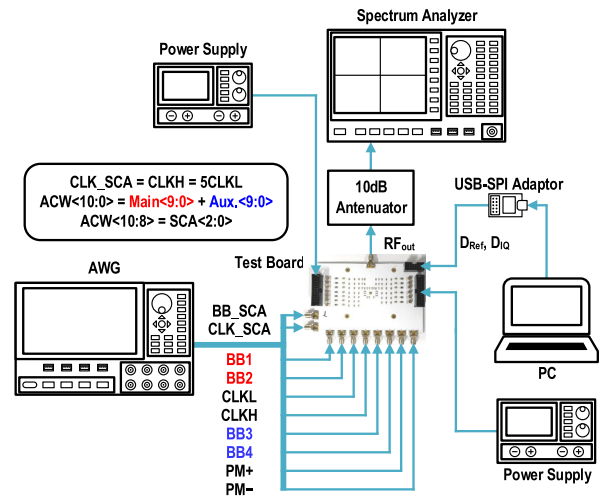 Spectrum Analyzer
Power Supply
CLK_SCA = CLKH = 5CLKL
ACW<10:0> = Main<9:0> + Aux.<9:0>
ACW<10:8> = SCA<2:0>
10dB
Antenuator
USB-SPI Adaptor
RFout
DRef, DIQ
AWG
Test Board
BB_SCA
CLK_SCA
BB1
BB2
CLKL
CLKH
BB3
BB4
PM+
PM−
PC
Power Supply